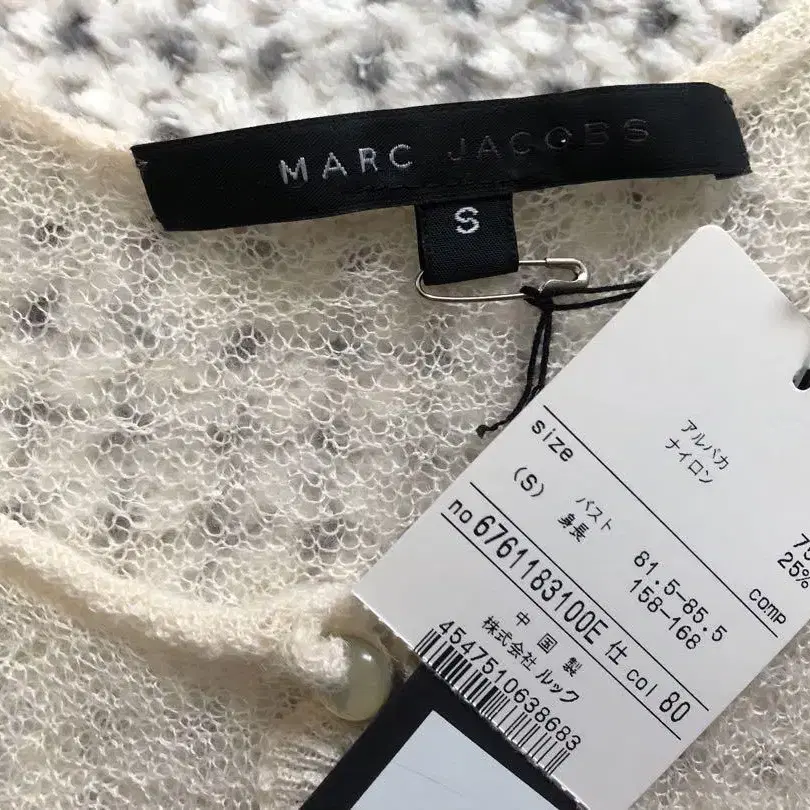 MARC JACOBS
S
アルパカ
ナイロン
25%
comp
size
(S)
バスト
身長
81.5-85.5
158-168
no 6761183100E 仕 col 80
中国製
株式会社 ルック
4547510638683